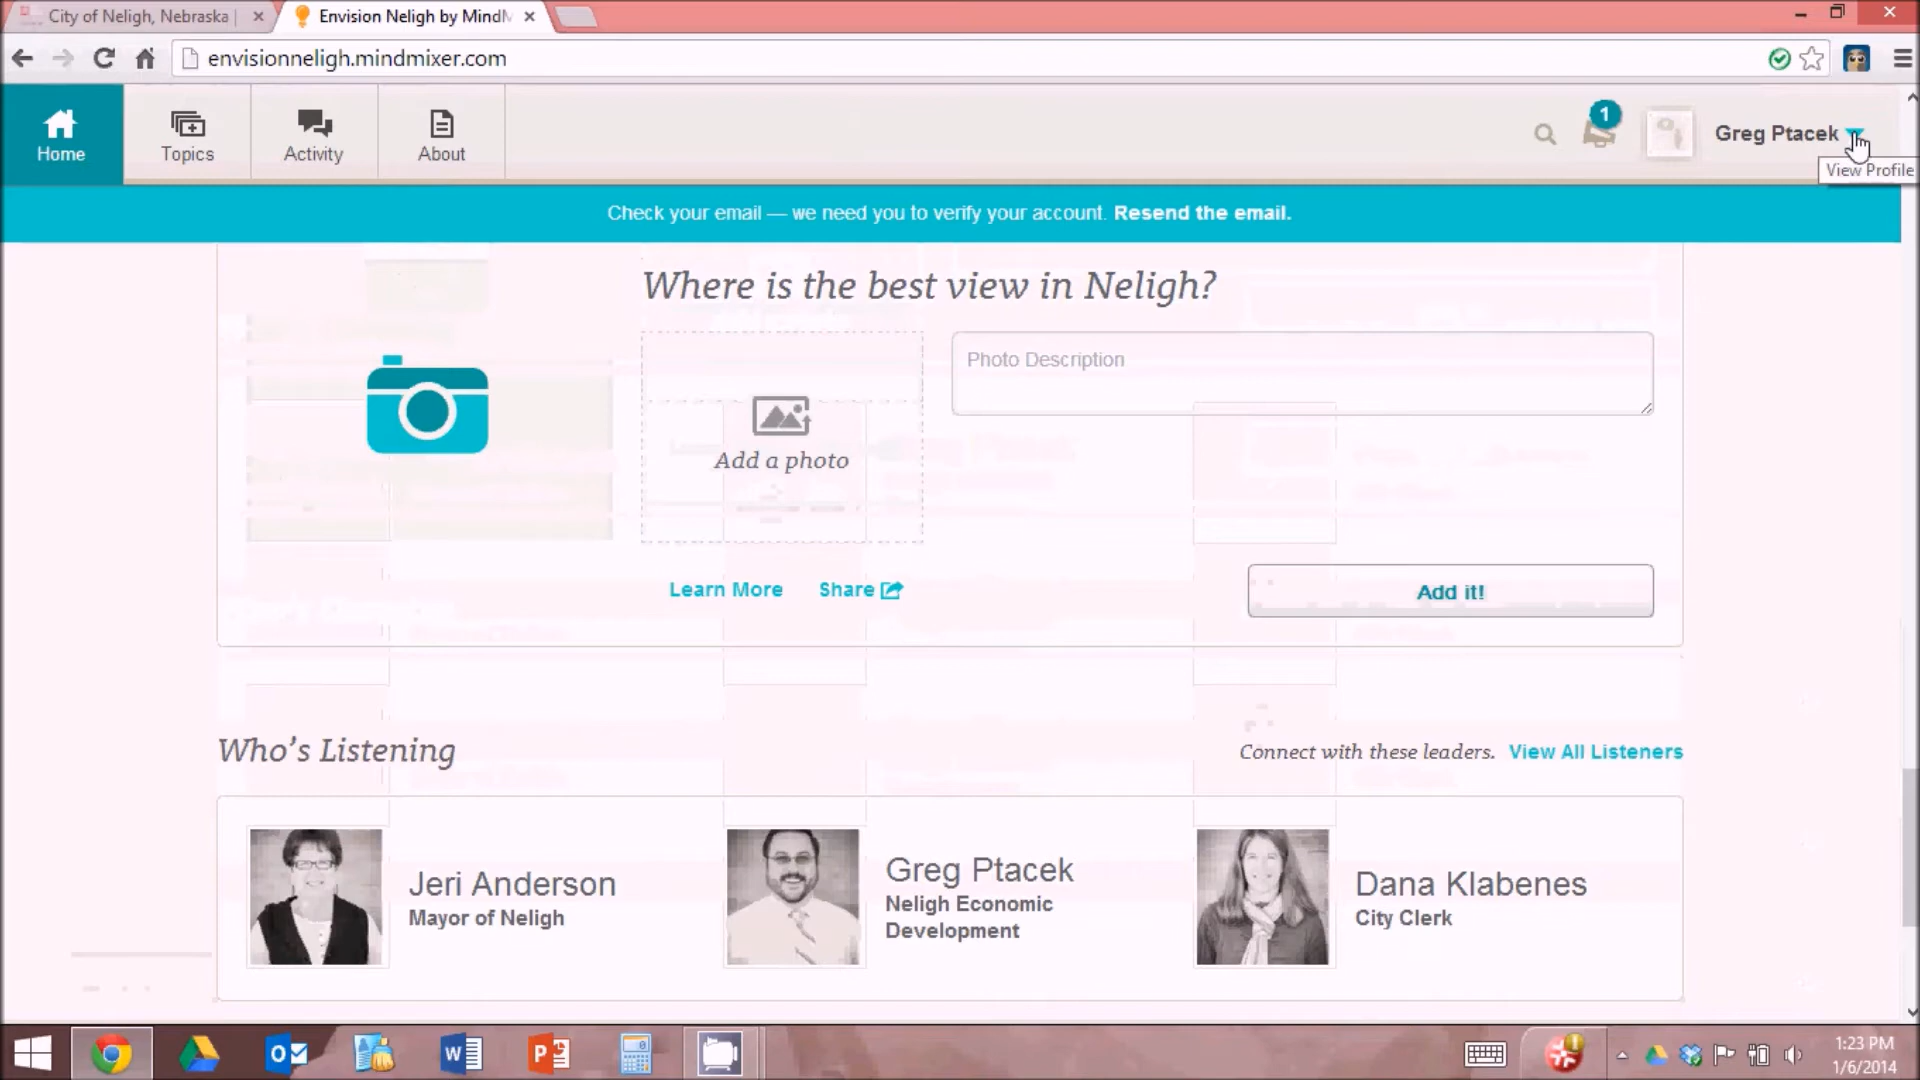 City of Neligh, Nebraska |
Envision Neligh by MindM
envisionneligh.mindmixer.com
Home
Topics
Activity
About
1
Greg Ptacek
View Profile
Check your email — we need you to verify your account. Resend the email.
Where is the best view in Neligh?
Photo Description
Add a photo
Learn More
Share
Add it!
Who's Listening
Connect with these leaders. View All Listeners
Jeri Anderson
Mayor of Neligh
Greg Ptacek
Neligh Economic
Development
Dana Klabenes
City Clerk
1:23 PM
1/6/2014